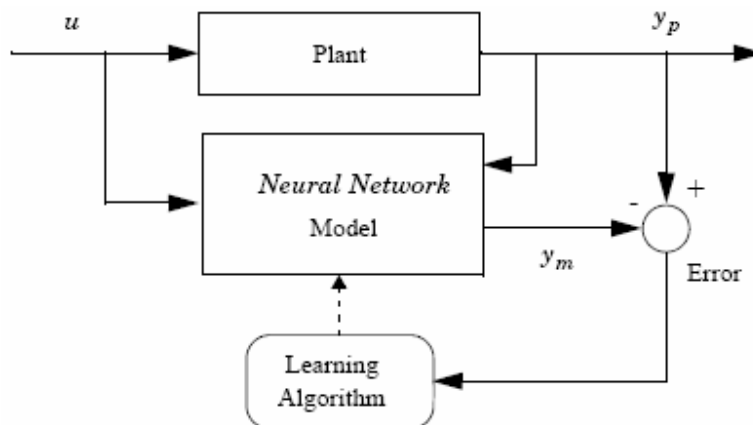 u
y_p
Plant
Neural Network
Model
-
+
y_m
Error
Learning
Algorithm